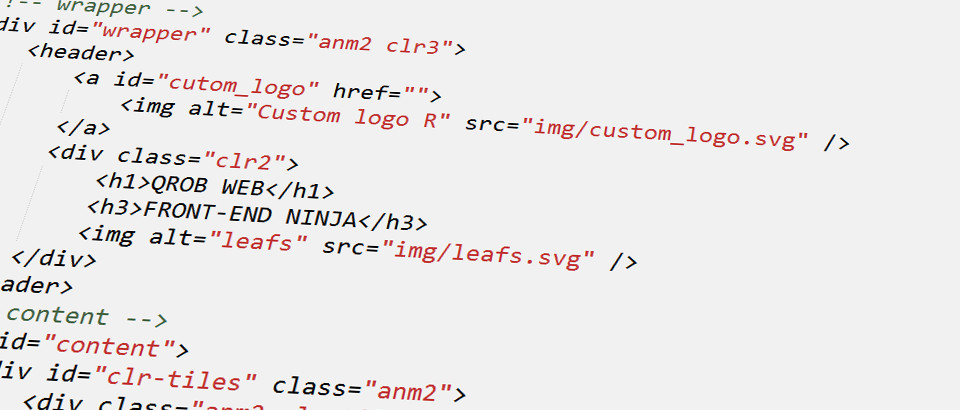 !-- wrapper -->
div id="wrapper" class="anm2 clr3">
<header>
<a id="cutom_logo" href="">
<img alt="Custom logo R" src="img/custom_logo.svg" />
</a>
<div class="clr2">
<h1>QROB WEB</h1>
<h3>FRONT-END NINJA</h3>
<img alt="leafs" src="img/leafs.svg" />
</div>
ader>
content -->
id="content">
iv id="clr-tiles" class="anm2">
<div class="anm2